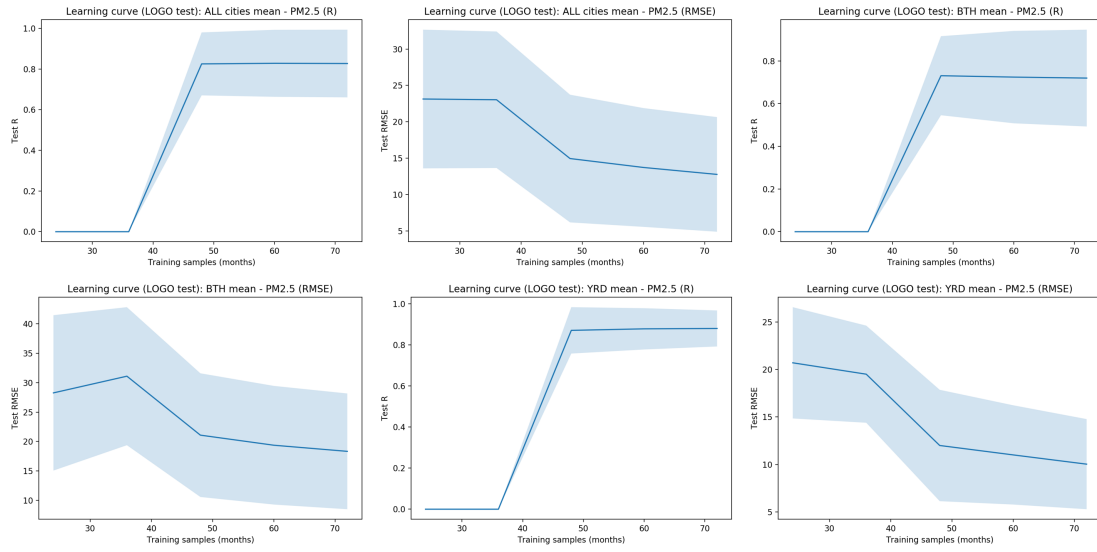 Learning curve (LOGO test): ALL cities mean - PM2.5 (R)
1.0
0.8
0.6
0.4
0.2
0.0
Test R
30 40 50 60 70
Training samples (months)
Learning curve (LOGO test): ALL cities mean - PM2.5 (RMSE)
30
25
20
15
10
5
Test RMSE
30 40 50 60 70
Training samples (months)
Learning curve (LOGO test): BTH mean - PM2.5 (R)
0.8
0.6
0.4
0.2
0.0
Test R
30 40 50 60 70
Training samples (months)
Learning curve (LOGO test): BTH mean - PM2.5 (RMSE)
40
35
30
25
20
15
10
Test RMSE
30 40 50 60 70
Training samples (months)
Learning curve (LOGO test): YRD mean - PM2.5 (R)
1.0
0.8
0.6
0.4
0.2
0.0
Test R
30 40 50 60 70
Training samples (months)
Learning curve (LOGO test): YRD mean - PM2.5 (RMSE)
25
20
15
10
5
Test RMSE
30 40 50 60 70
Training samples (months)